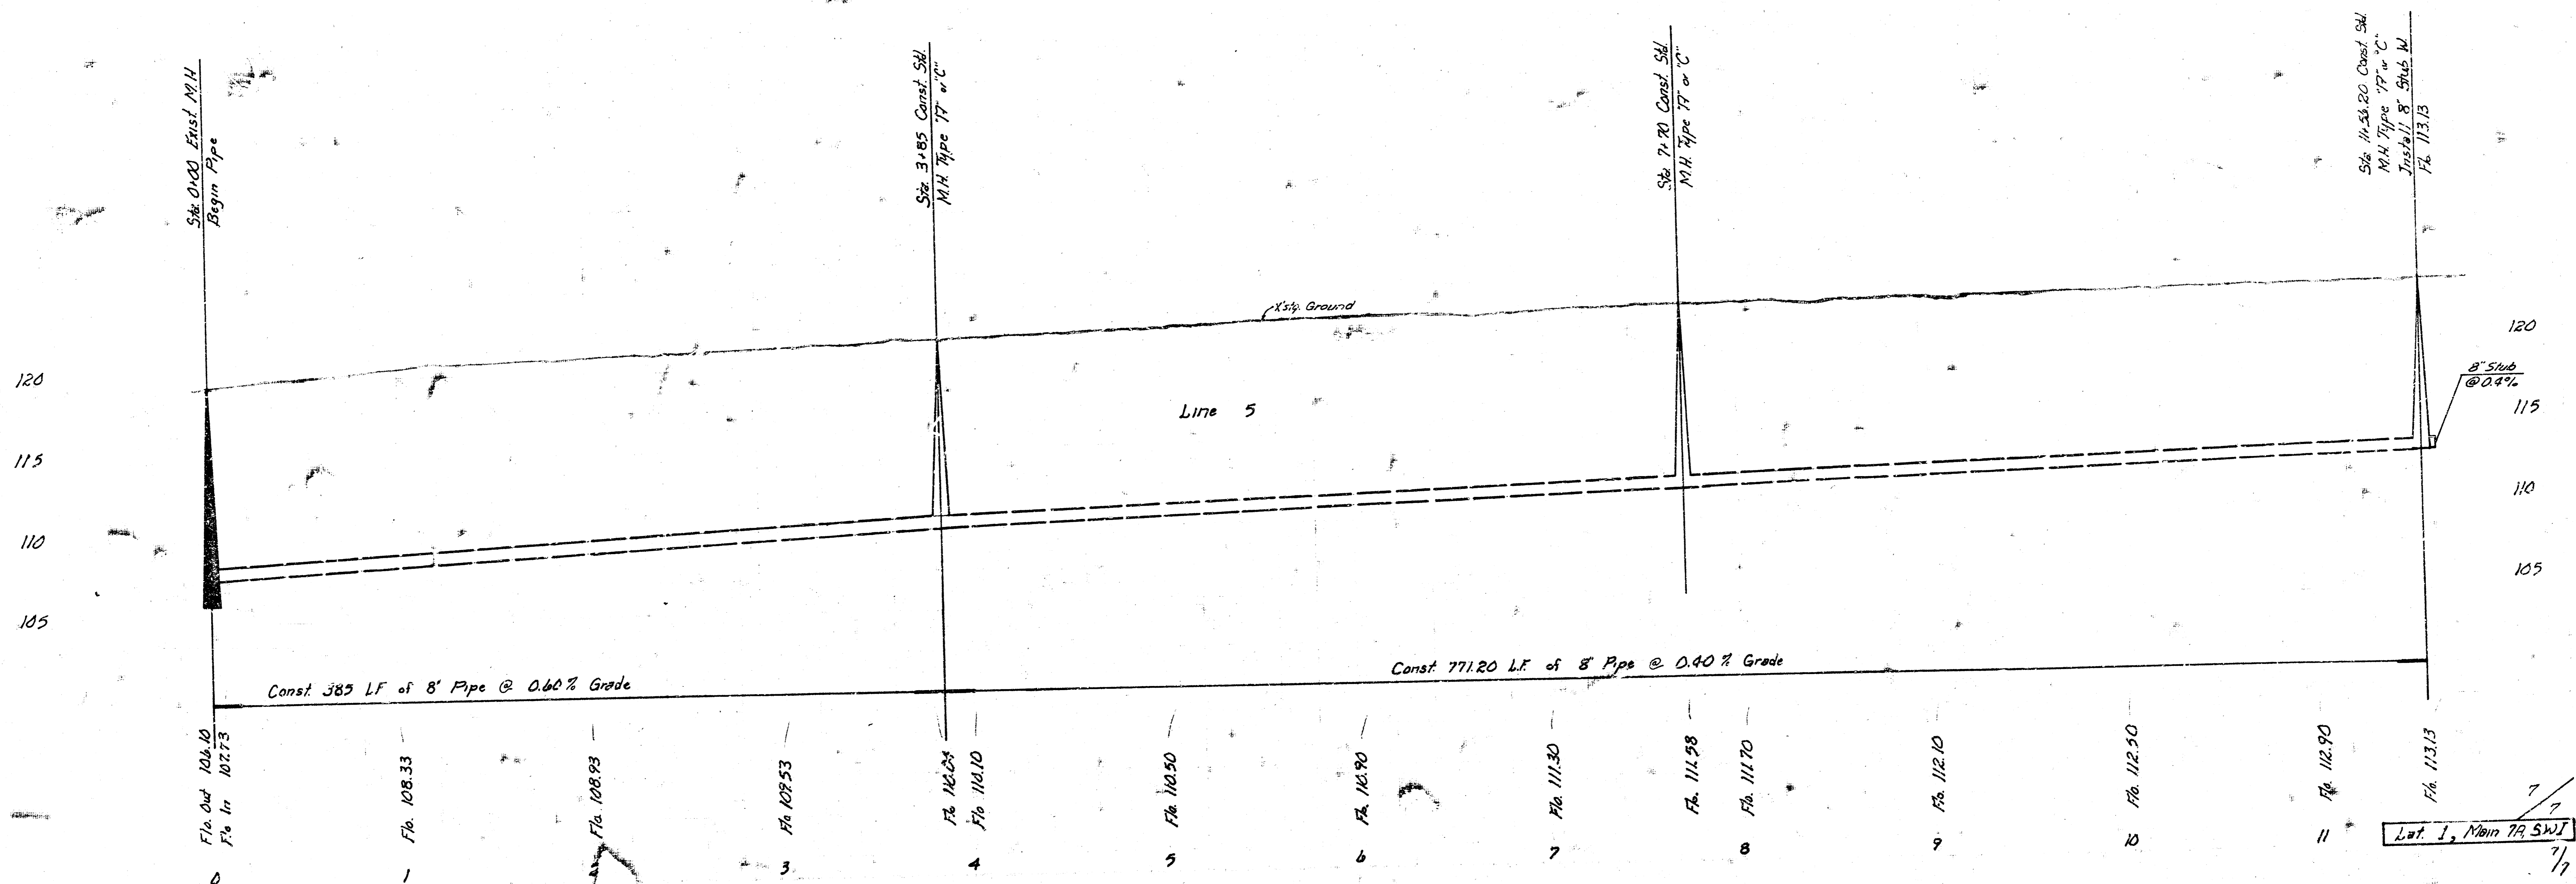 Sta. 0+00 Exist. M.H
Begin Pipe
Sta. 3+85 Const. Std.
M.H. Type "A" or "C"
Sta. 7+70 Const. Std.
M.H. Type "A" or "C"
Sta. 11+56.20 Const. Std.
M.H. Type "A" or "C"
Install 8" Stub W.
Flo. 113.13
X'stg. Ground
Line 5
8" Stub
@ 0.4%
120
115
110
105
120
115
110
105
Const. 385 LF of 8" Pipe @ 0.60% Grade
Const. 771.20 L.F. of 8" Pipe @ 0.40% Grade
Flo. Out 106.10
Flo. In 107.73
Flo. 108.33
Flo. 108.93
Flo. 109.53
Flo. 110.04
Flo. 110.10
Flo. 110.50
Flo. 110.90
Flo. 111.30
Flo. 111.58
Flo. 111.70
Flo. 112.10
Flo. 112.50
Flo. 112.90
Flo. 113.13
0
1
3
4
5
6
7
8
9
10
11
7/7
Lat. 1, Main 7A, SWI
7/7